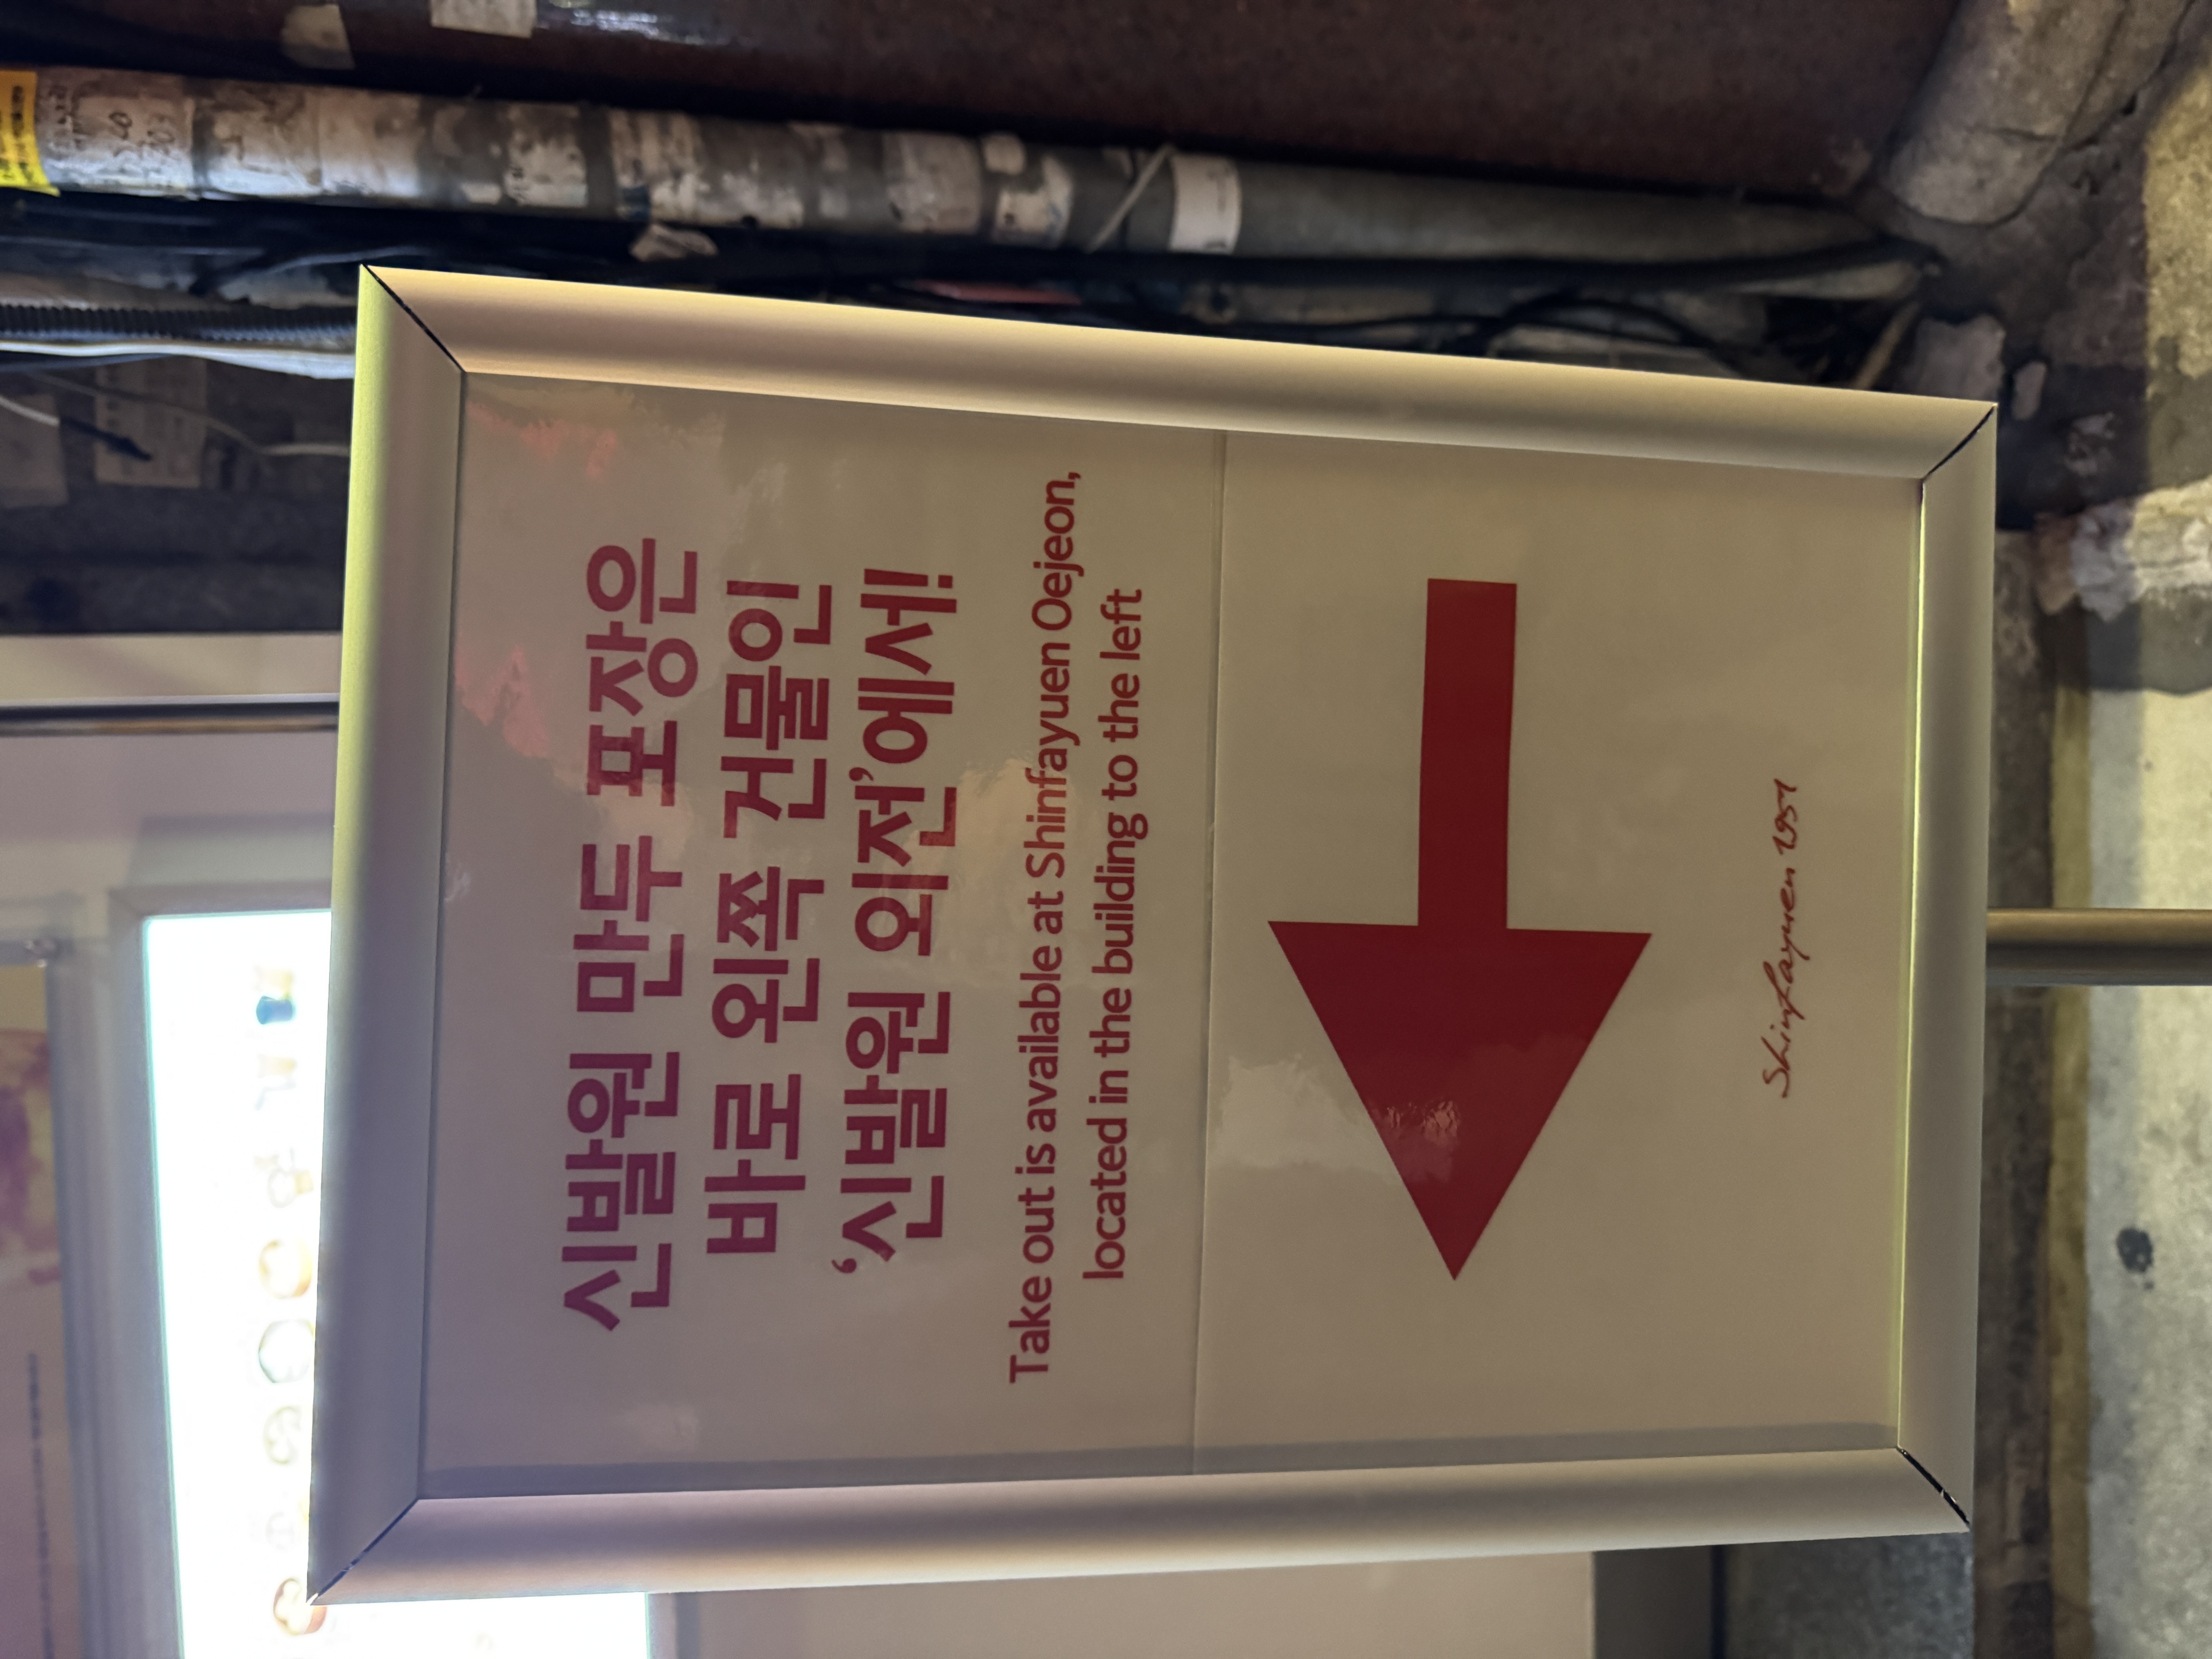 신발원 만두 포장은
바로 왼쪽 건물인
‘신발원 외전’에서!
Take out is available at Shinfayuen Oejeon,
located in the building to the left
Shinfayuen 1951